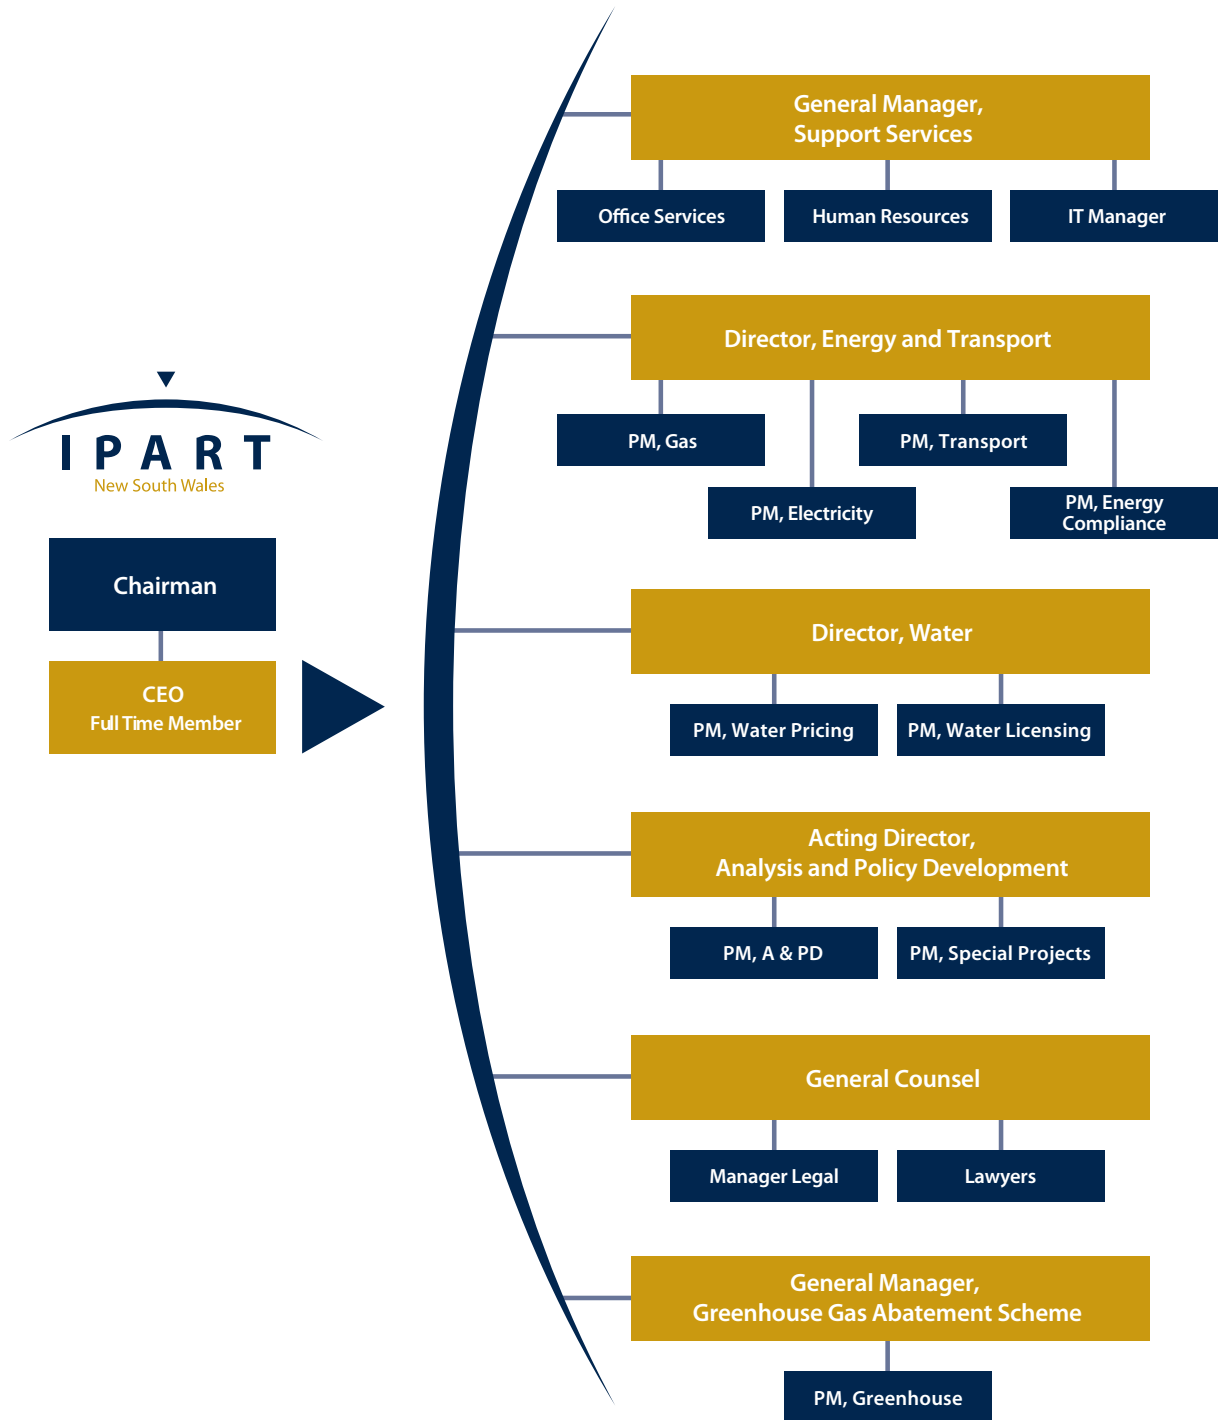 IPART
New South Wales
Chairman
CEO
Full Time Member
General Manager,
Support Services
Office Services
Human Resources
IT Manager
Director, Energy and Transport
PM, Gas
PM, Transport
PM, Electricity
PM, Energy
Compliance
Director, Water
PM, Water Pricing
PM, Water Licensing
Acting Director,
Analysis and Policy Development
PM, A & PD
PM, Special Projects
General Counsel
Manager Legal
Lawyers
General Manager,
Greenhouse Gas Abatement Scheme
PM, Greenhouse